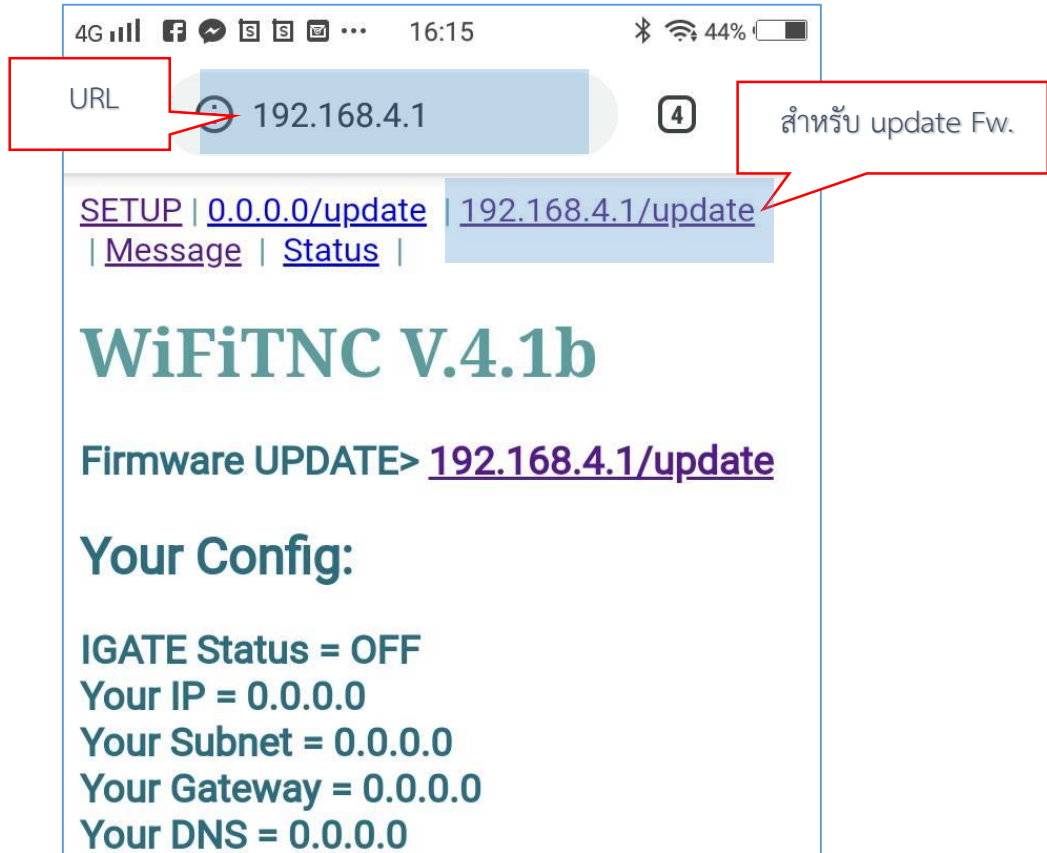 4G 16:15 44%
URL
192.168.4.1
4
สำหรับ update Fw.
SETUP | 0.0.0.0/update | 192.168.4.1/update
| Message | Status |
WiFiTNC V.4.1b
Firmware UPDATE> 192.168.4.1/update
Your Config:
IGATE Status = OFF
Your IP = 0.0.0.0
Your Subnet = 0.0.0.0
Your Gateway = 0.0.0.0
Your DNS = 0.0.0.0